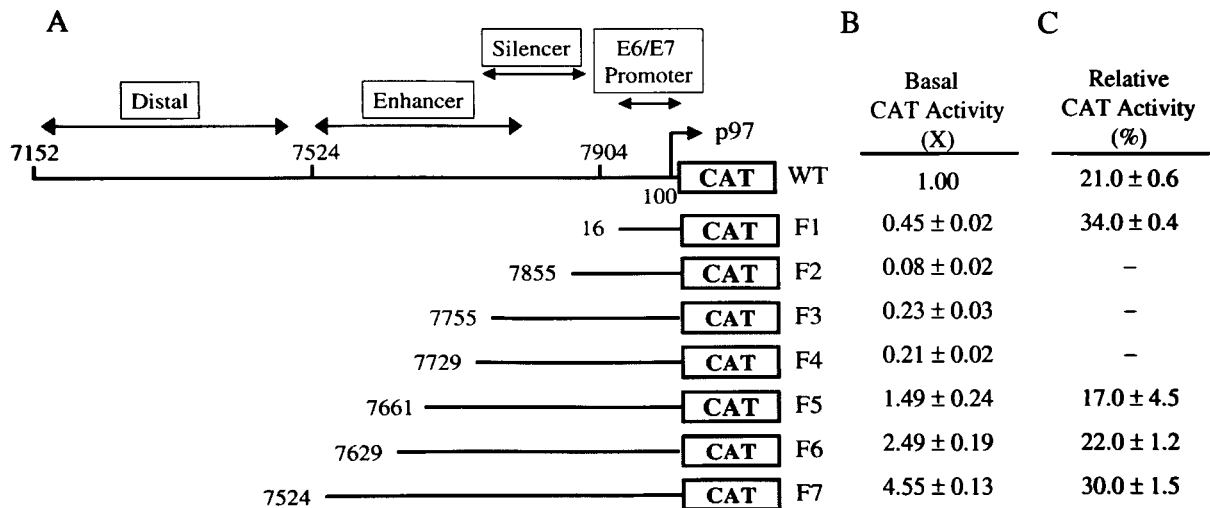 A
B
C
Silencer
E6/E7
Promoter
Distal
Enhancer
Basal
CAT Activity
(X)
Relative
CAT Activity
(%)
7152
7524
7904
p97
100
CAT
WT
1.00
21.0 ± 0.6
16
CAT
F1
0.45 ± 0.02
34.0 ± 0.4
7855
CAT
F2
0.08 ± 0.02
–
7755
CAT
F3
0.23 ± 0.03
–
7729
CAT
F4
0.21 ± 0.02
–
7661
CAT
F5
1.49 ± 0.24
17.0 ± 4.5
7629
CAT
F6
2.49 ± 0.19
22.0 ± 1.2
7524
CAT
F7
4.55 ± 0.13
30.0 ± 1.5